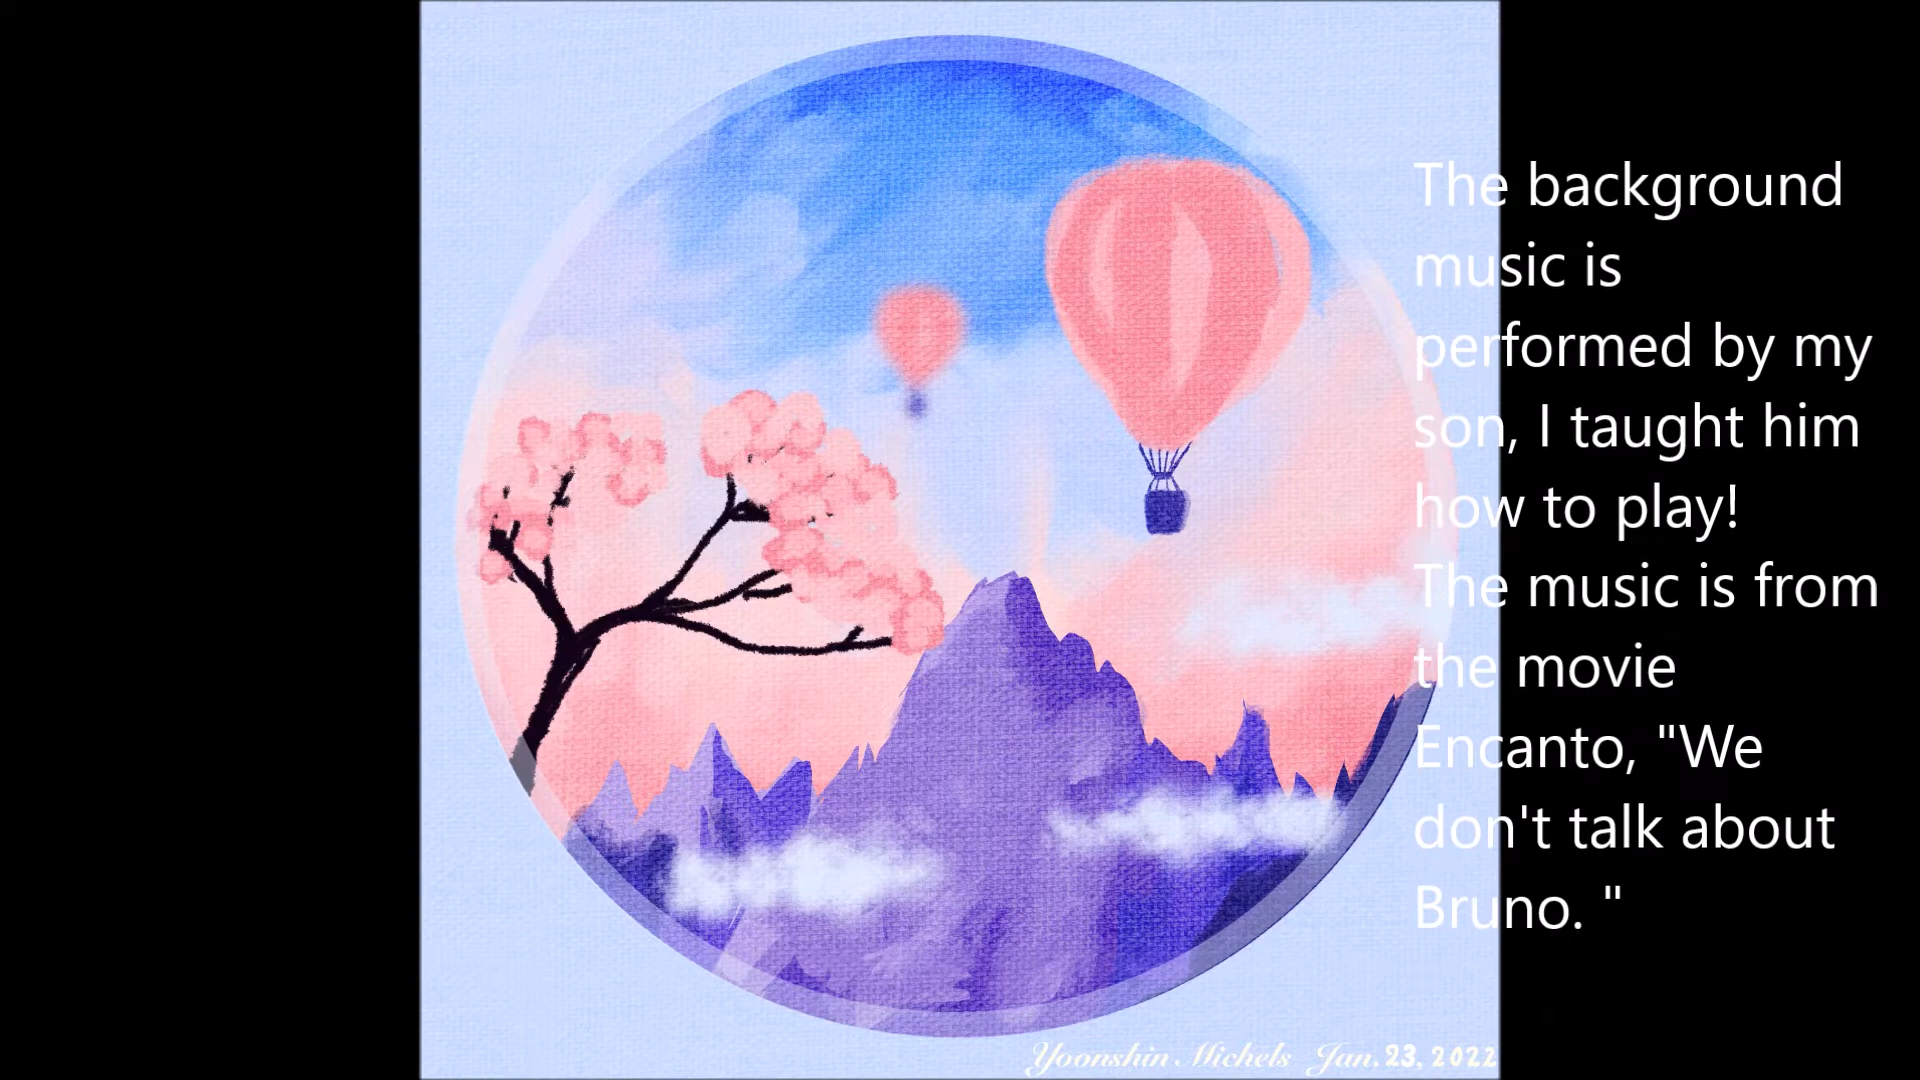 The background
music is
performed by my
son, I taught him
how to play!
The music is from
the movie
Encanto, "We
don't talk about
Bruno. "
Yoonshin Michels Jan. 23, 2022